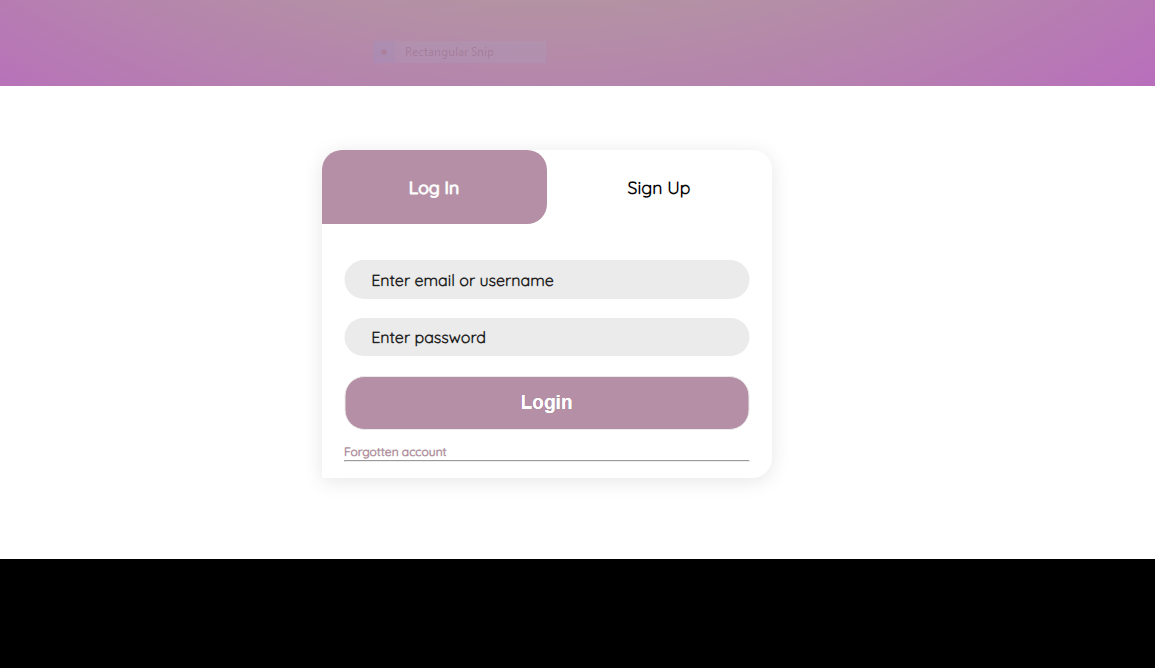 Rectangular Snip
Log In
Sign Up
Enter email or username
Enter password
Login
Forgotten account